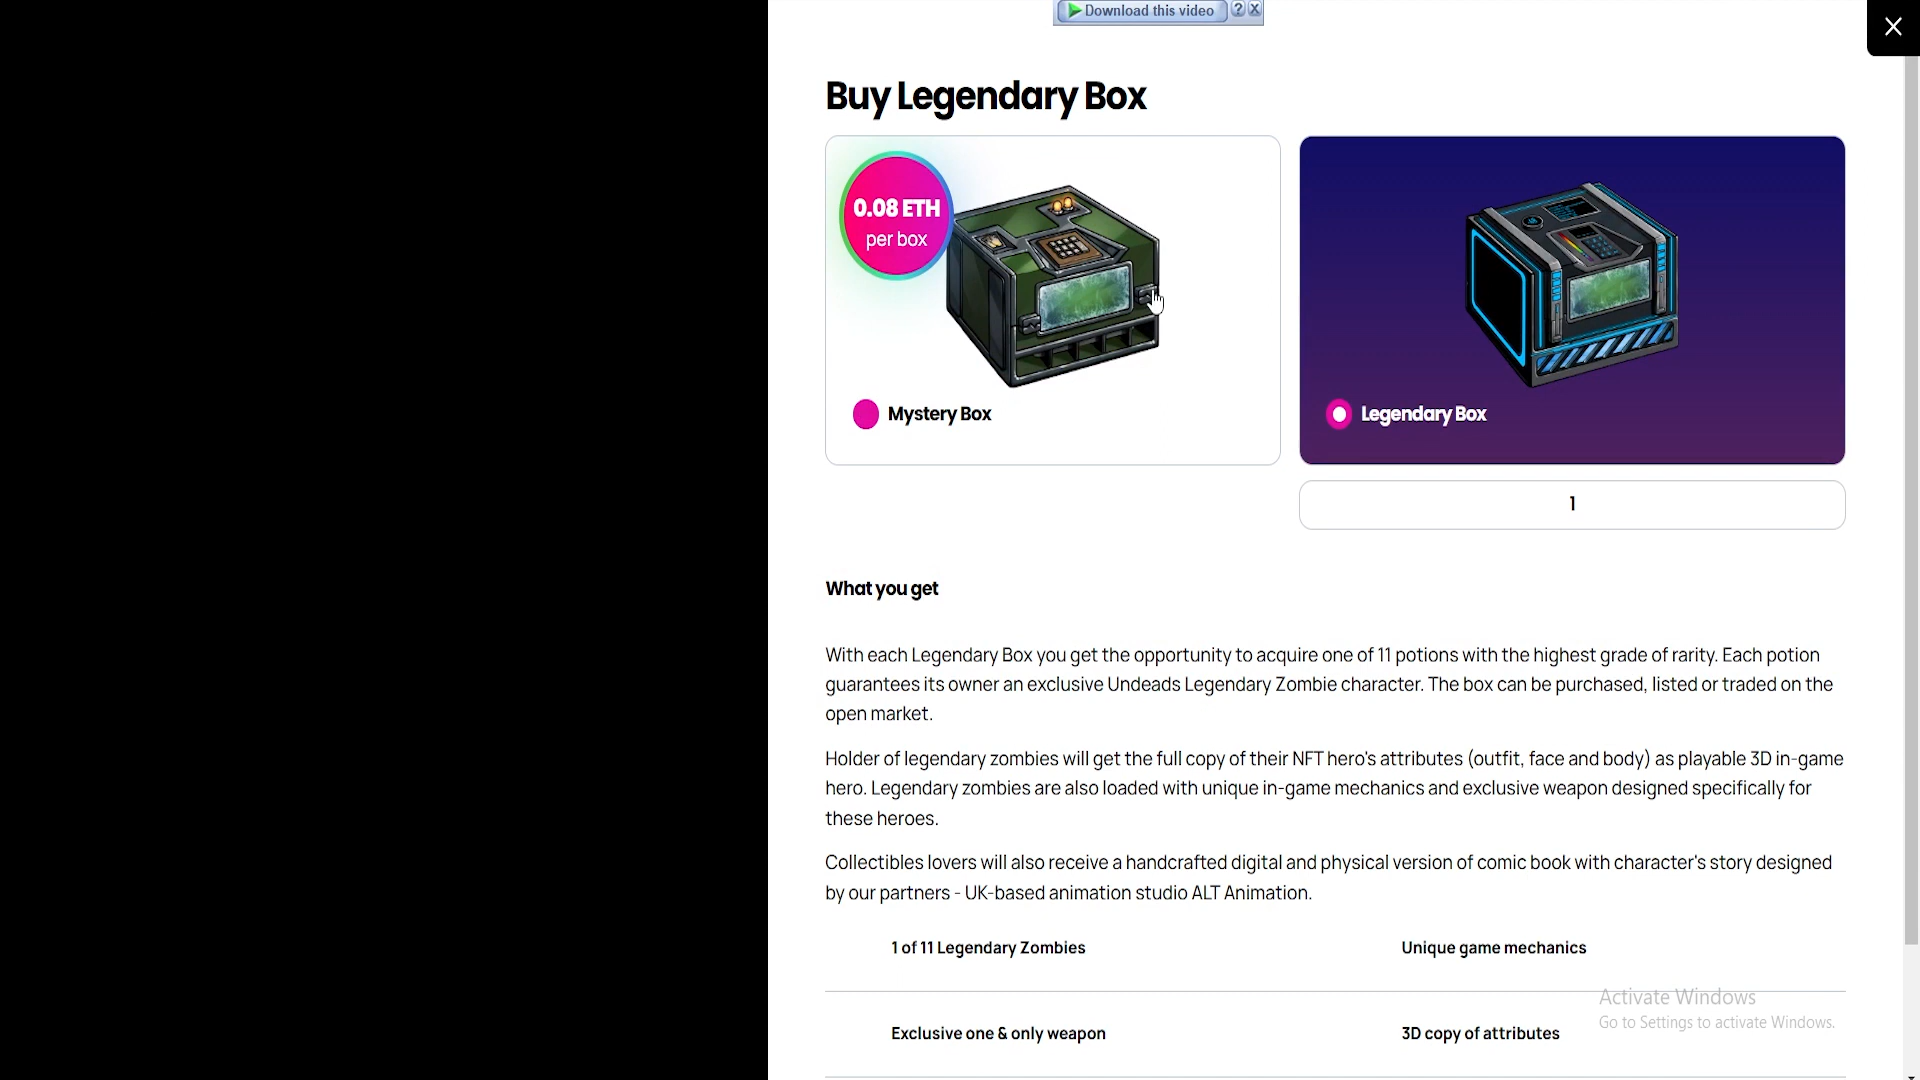 Download this video
?
X
Buy Legendary Box
0.08 ETH
per box
Mystery Box
Legendary Box
1
What you get
With each Legendary Box you get the opportunity to acquire one of 11 potions with the highest grade of rarity. Each potion
guarantees its owner an exclusive Undeads Legendary Zombie character. The box can be purchased, listed or traded on the
open market.
Holder of legendary zombies will get the full copy of their NFT hero's attributes (outfit, face and body) as playable 3D in-game
hero. Legendary zombies are also loaded with unique in-game mechanics and exclusive weapon designed specifically for
these heroes.
Collectibles lovers will also receive a handcrafted digital and physical version of comic book with character's story designed
by our partners - UK-based animation studio ALT Animation.
1 of 11 Legendary Zombies
Unique game mechanics
Activate Windows
Go to Settings to activate Windows.
Exclusive one & only weapon
3D copy of attributes